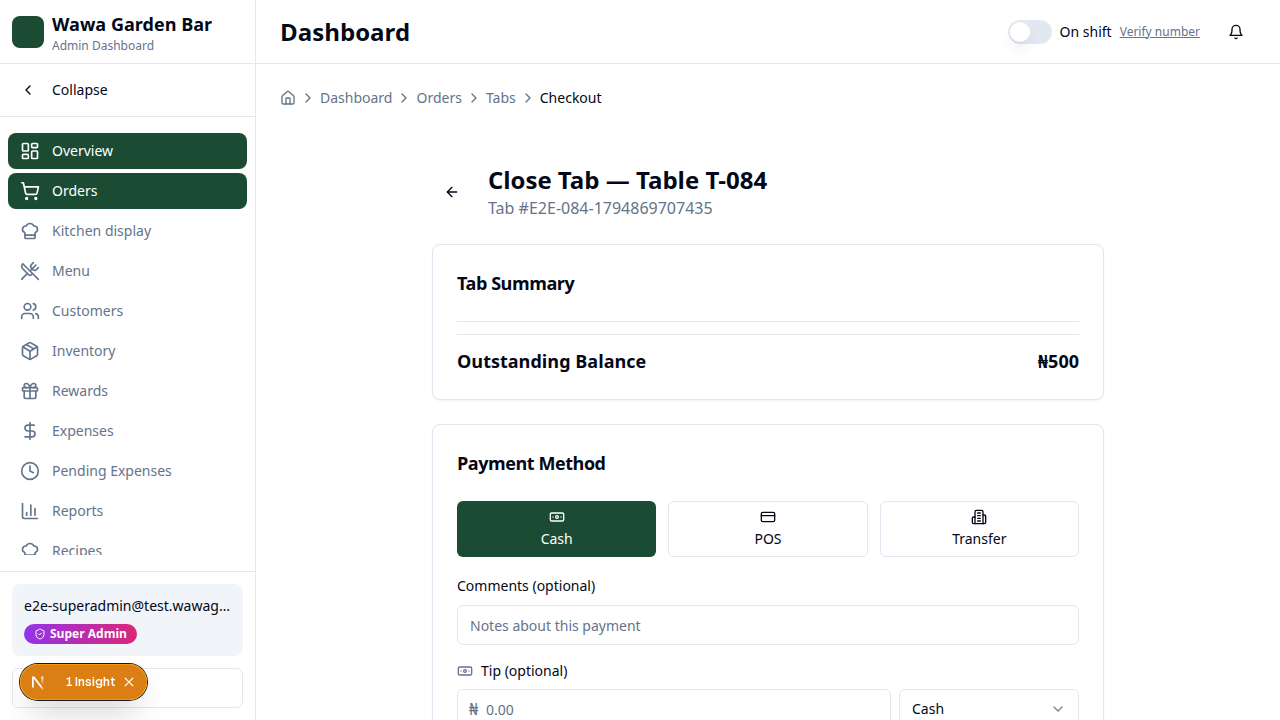 Wawa Garden Bar
Admin Dashboard
Collapse
Overview
Orders
Kitchen display
Menu
Customers
Inventory
Rewards
Expenses
Pending Expenses
Reports
Recipes
e2e-superadmin@test.wawag...
Super Admin
1 Insight
Dashboard
On shift
Verify number
Dashboard
Orders
Tabs
Checkout
Close Tab — Table T-084
Tab #E2E-084-1794869707435
Tab Summary
Outstanding Balance ₦500
Payment Method
Cash
POS
Transfer
Comments (optional)
Notes about this payment
Tip (optional)
₦ 0.00
Cash